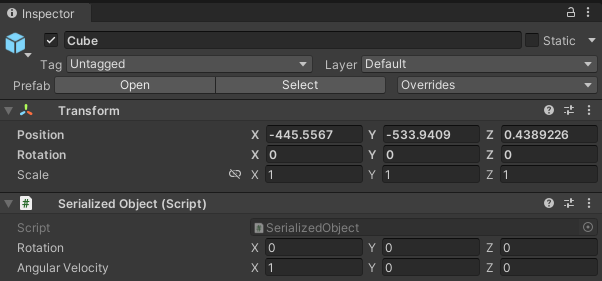 Inspector
Cube Static
Tag Untagged Layer Default
Prefab Open Select Overrides
Transform
Position X -445.5567 Y -533.9409 Z 0.4389226
Rotation X 0 Y 0 Z 0
Scale X 1 Y 1 Z 1
# Serialized Object (Script)
Script # SerializedObject
Rotation X 0 Y 0 Z 0
Angular Velocity X 1 Y 0 Z 0